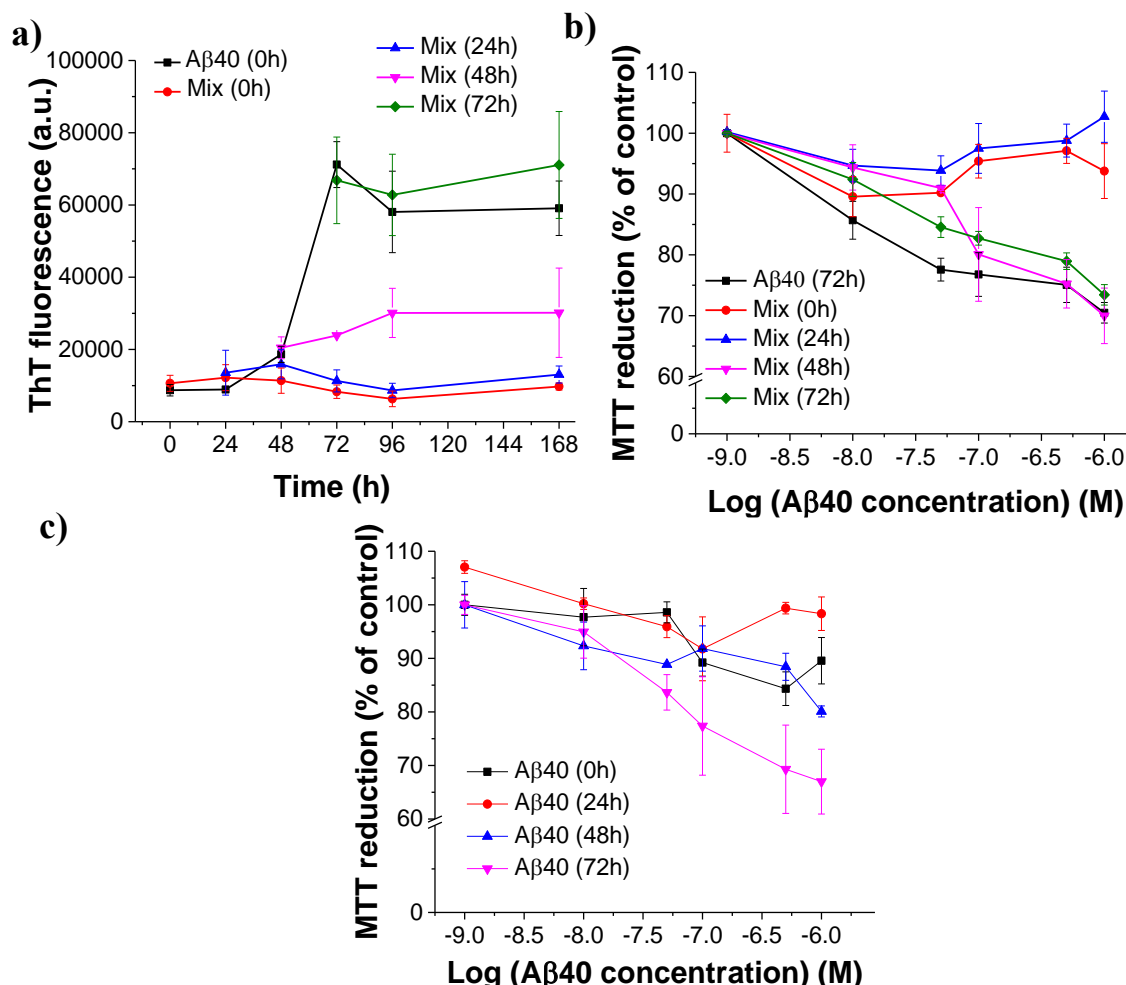 a)
ThT fluorescence (a.u.)
100000
80000
60000
40000
20000
0
Aβ40 (0h)
Mix (0h)
Mix (24h)
Mix (48h)
Mix (72h)
0 24 48 72 96 120 144 168
Time (h)
b)
MTT reduction (% of control)
110
100
90
80
70
60
0
Aβ40 (72h)
Mix (0h)
Mix (24h)
Mix (48h)
Mix (72h)
-9.0 -8.5 -8.0 -7.5 -7.0 -6.5 -6.0
Log (Aβ40 concentration) (M)
c)
MTT reduction (% of control)
110
100
90
80
70
60
0
Aβ40 (0h)
Aβ40 (24h)
Aβ40 (48h)
Aβ40 (72h)
-9.0 -8.5 -8.0 -7.5 -7.0 -6.5 -6.0
Log (Aβ40 concentration) (M)